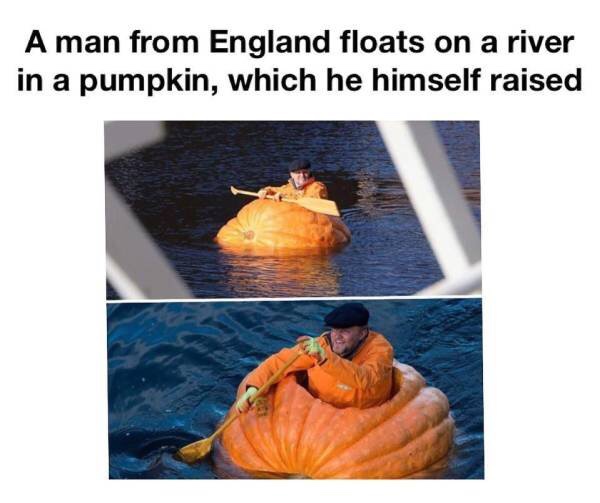 A man from England floats on a river
in a pumpkin, which he himself raised